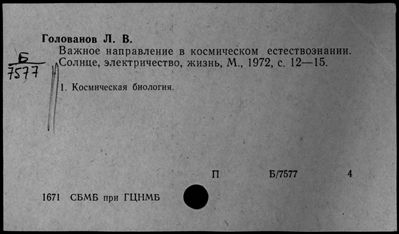 Голованов Л. В.
Важное направление в космическом естествознании.
Солнце, электричество, жизнь, М., 1972, с. 12—15.
Б
7577
1. Космическая биология.
П Б/7577 4
1671 СБМБ при ГЦНМБ